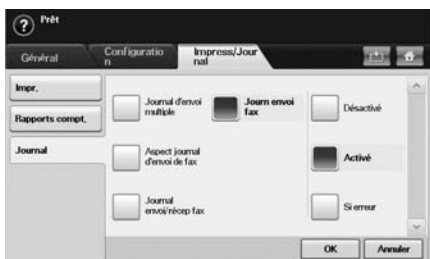 Prêt
Général
Configuratio
n
Impress/Jour
nal
Impr.
Rapports compt.
Journal
Journal d'envoi
multiple
Journ envoi
fax
Désactivé
Aspect journal
d'envoi de fax
Activé
Journal
envoi/récep fax
Si erreur
OK
Annuler